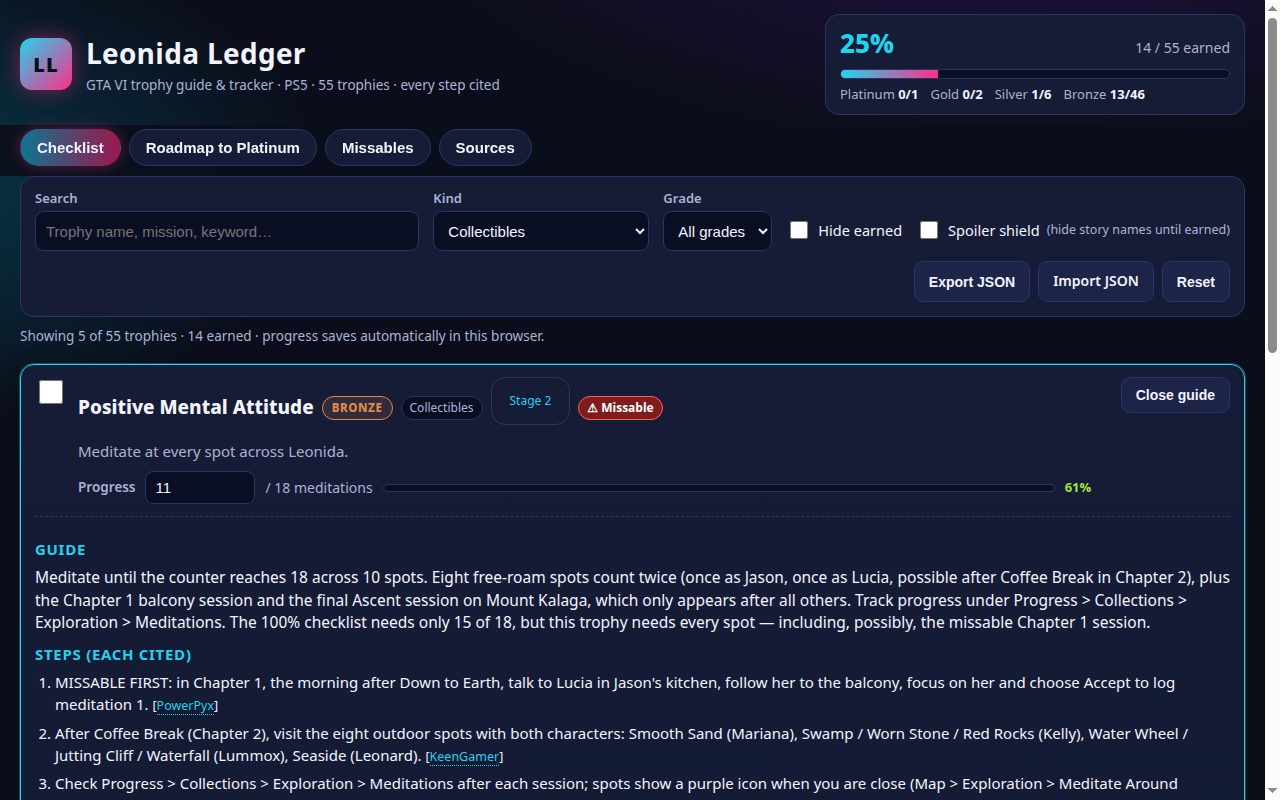 LL
Leonida Ledger
GTA VI trophy guide & tracker · PS5 · 55 trophies · every step cited
25%
14 / 55 earned
Platinum 0/1 Gold 0/2 Silver 1/6 Bronze 13/46
Checklist
Roadmap to Platinum
Missables
Sources
Search
Kind
Grade
Trophy name, mission, keyword…
Collectibles
All grades
Hide earned
Spoiler shield (hide story names until earned)
Export JSON
Import JSON
Reset
Showing 5 of 55 trophies · 14 earned · progress saves automatically in this browser.
Positive Mental Attitude
BRONZE
Collectibles
Stage 2
⚠ Missable
Close guide
Meditate at every spot across Leonida.
Progress 11 / 18 meditations 61%
GUIDE
Meditate until the counter reaches 18 across 10 spots. Eight free-roam spots count twice (once as Jason, once as Lucia, possible after Coffee Break in Chapter 2), plus
the Chapter 1 balcony session and the final Ascent session on Mount Kalaga, which only appears after all others. Track progress under Progress > Collections >
Exploration > Meditations. The 100% checklist needs only 15 of 18, but this trophy needs every spot — including, possibly, the missable Chapter 1 session.
STEPS (EACH CITED)
1. MISSABLE FIRST: in Chapter 1, the morning after Down to Earth, talk to Lucia in Jason's kitchen, follow her to the balcony, focus on her and choose Accept to log
meditation 1. [PowerPyx]
2. After Coffee Break (Chapter 2), visit the eight outdoor spots with both characters: Smooth Sand (Mariana), Swamp / Worn Stone / Red Rocks (Kelly), Water Wheel /
Jutting Cliff / Waterfall (Lummox), Seaside (Leonard). [KeenGamer]
3. Check Progress > Collections > Exploration > Meditations after each session; spots show a purple icon when you are close (Map > Exploration > Meditate Around